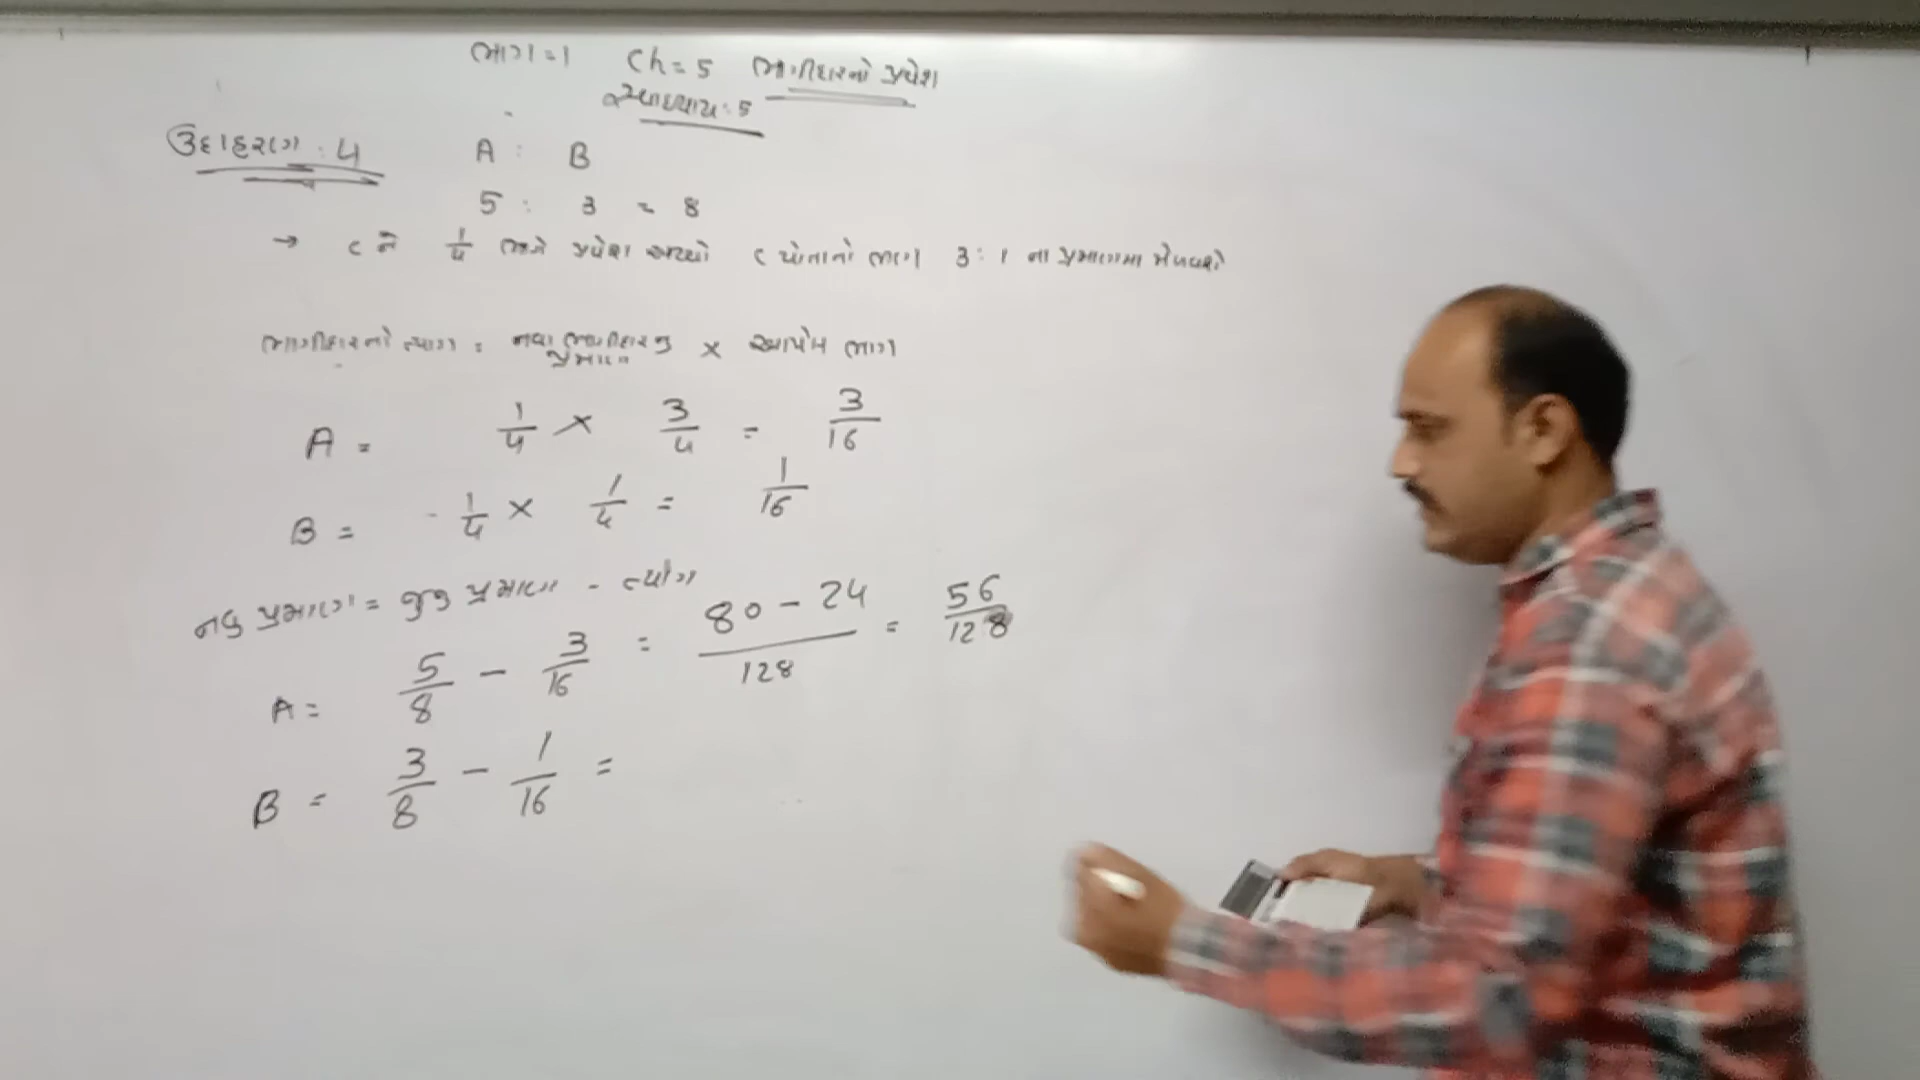 ભાગ = 1 Ch = 5 ભાગીદારનો પ્રવેશ
સ્વાધ્યાય : 5
ઉદાહરણ : 4
A : B
5 : 3 = 8
→ C ને 1/4 ભાગે પ્રવેશ આપ્યો C પોતાનો ભાગ 3 : 1 ના પ્રમાણમા મેળવશે
ભાગીદારનો ત્યાગ = નવા ભાગીદારનુ પ્રમાણ × આપેલ ભાગ
A = 1/4 × 3/4 = 3/16
B = 1/4 × 1/4 = 1/16
નવુ પ્રમાણ = જુનુ પ્રમાણ - ત્યાગ
A = 5/8 - 3/16 = 80 - 24 / 128 = 56/128
B = 3/8 - 1/16 =